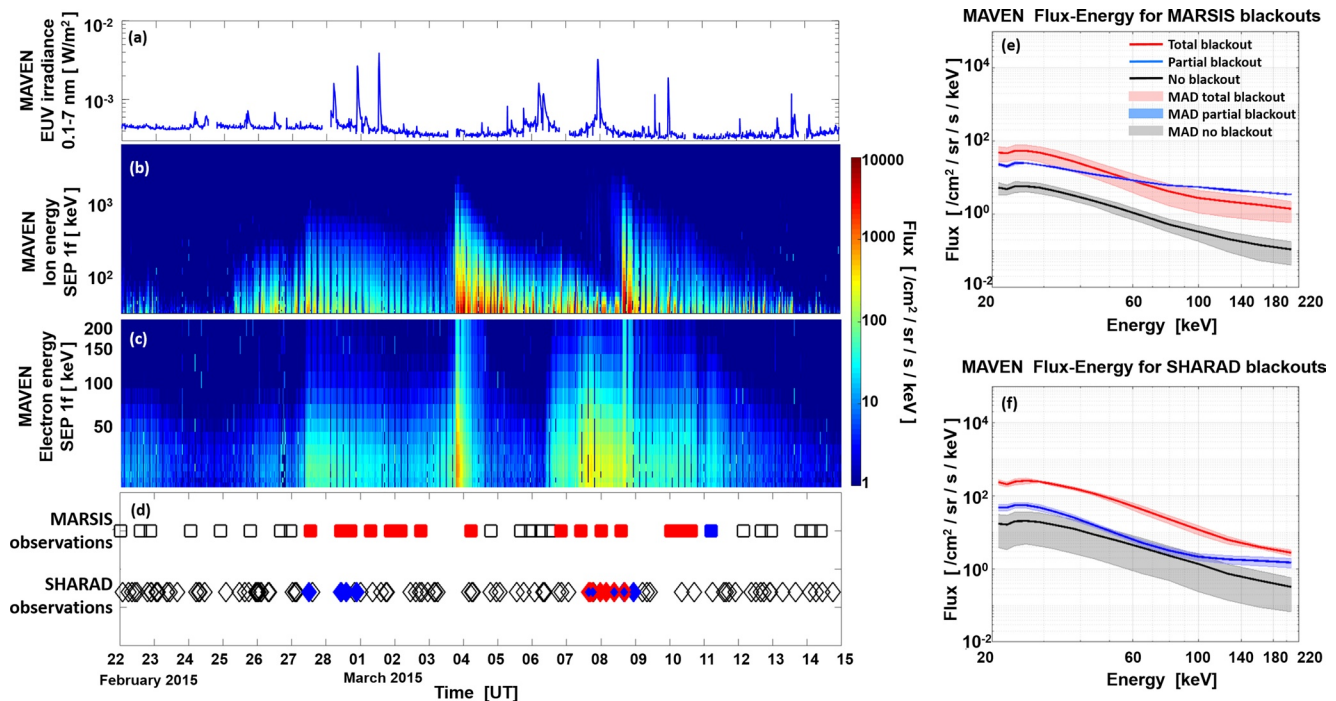 (a)
MAVEN
EUV irradiance
0.1-7 nm [ W/m² ]
10⁻²
10⁻³
(b)
MAVEN
Ion energy
SEP 1f [ keV]
10³
10²
(c)
MAVEN
Electron energy
SEP 1f [ keV]
200
150
100
50
10000
1000
100
10
1
Flux [ /cm² / sr / s / keV]
(d)
MARSIS
observations
SHARAD
observations
22 23 24 25 26 27 28 01 02 03 04 05 06 07 08 09 10 11 12 13 14 15
February 2015
March 2015
Time [UT]
MAVEN Flux-Energy for MARSIS blackouts
(e)
Total blackout
Partial blackout
No blackout
MAD total blackout
MAD partial blackout
MAD no blackout
Flux [ /cm² / sr / s / keV]
10⁴
10²
10⁰
10⁻²
20 60 100 140 180 220
Energy [keV]
MAVEN Flux-Energy for SHARAD blackouts
(f)
Flux [ /cm² / sr / s / keV]
10⁴
10²
10⁰
10⁻²
20 60 100 140 180 220
Energy [keV]